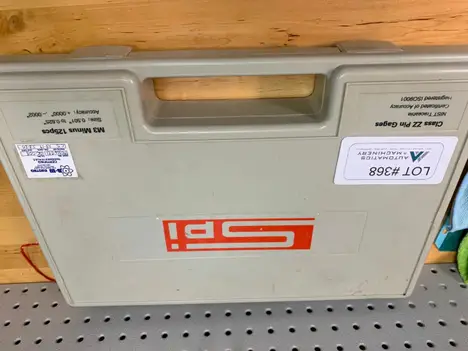 Class ZZ Pin Gages
NIST Traceable
Certificated of Accuracy
Registered ISO9001
M3 Minus 125pcs
Size : 0.501" to 0.625"
Accuracy : +.0000" -.0002"
SPi
AUTOMATICS
& MACHINERY
LOT #368